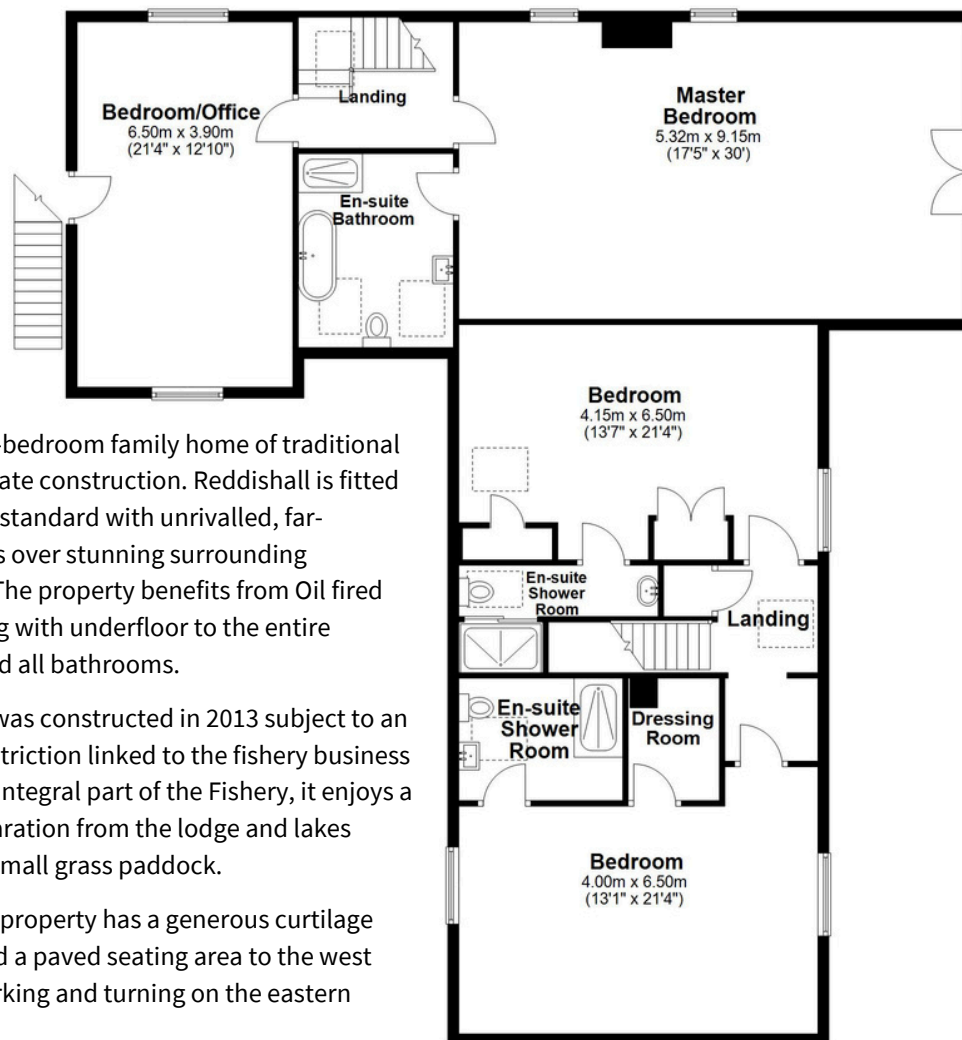 Bedroom/Office
6.50m x 3.90m
(21'4" x 12'10")
Landing
Master
Bedroom
5.32m x 9.15m
(17'5" x 30')
En-suite
Bathroom
Bedroom
4.15m x 6.50m
(13'7" x 21'4")
En-suite
Shower
Room
Landing
En-suite
Shower
Room
Dressing
Room
Bedroom
4.00m x 6.50m
(13'1" x 21'4")
-bedroom family home of traditional
ate construction. Reddishall is fitted
standard with unrivalled, far-
s over stunning surrounding
The property benefits from Oil fired
g with underfloor to the entire
d all bathrooms.
was constructed in 2013 subject to an
striction linked to the fishery business
integral part of the Fishery, it enjoys a
aration from the lodge and lakes
small grass paddock.
property has a generous curtilage
d a paved seating area to the west
rking and turning on the eastern